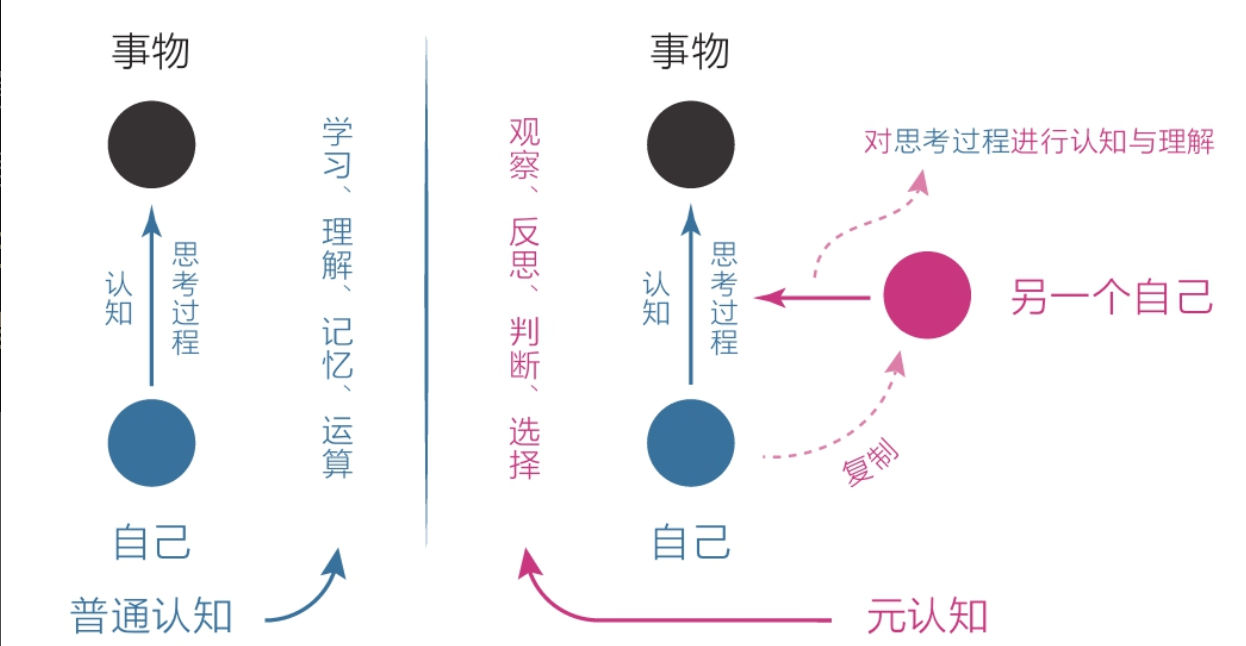 事物
认知
思考过程
自己
学习、理解、记忆、运算
普通认知
观察、反思、判断、选择
事物
认知
思考过程
自己
对思考过程进行认知与理解
另一个自己
复制
元认知